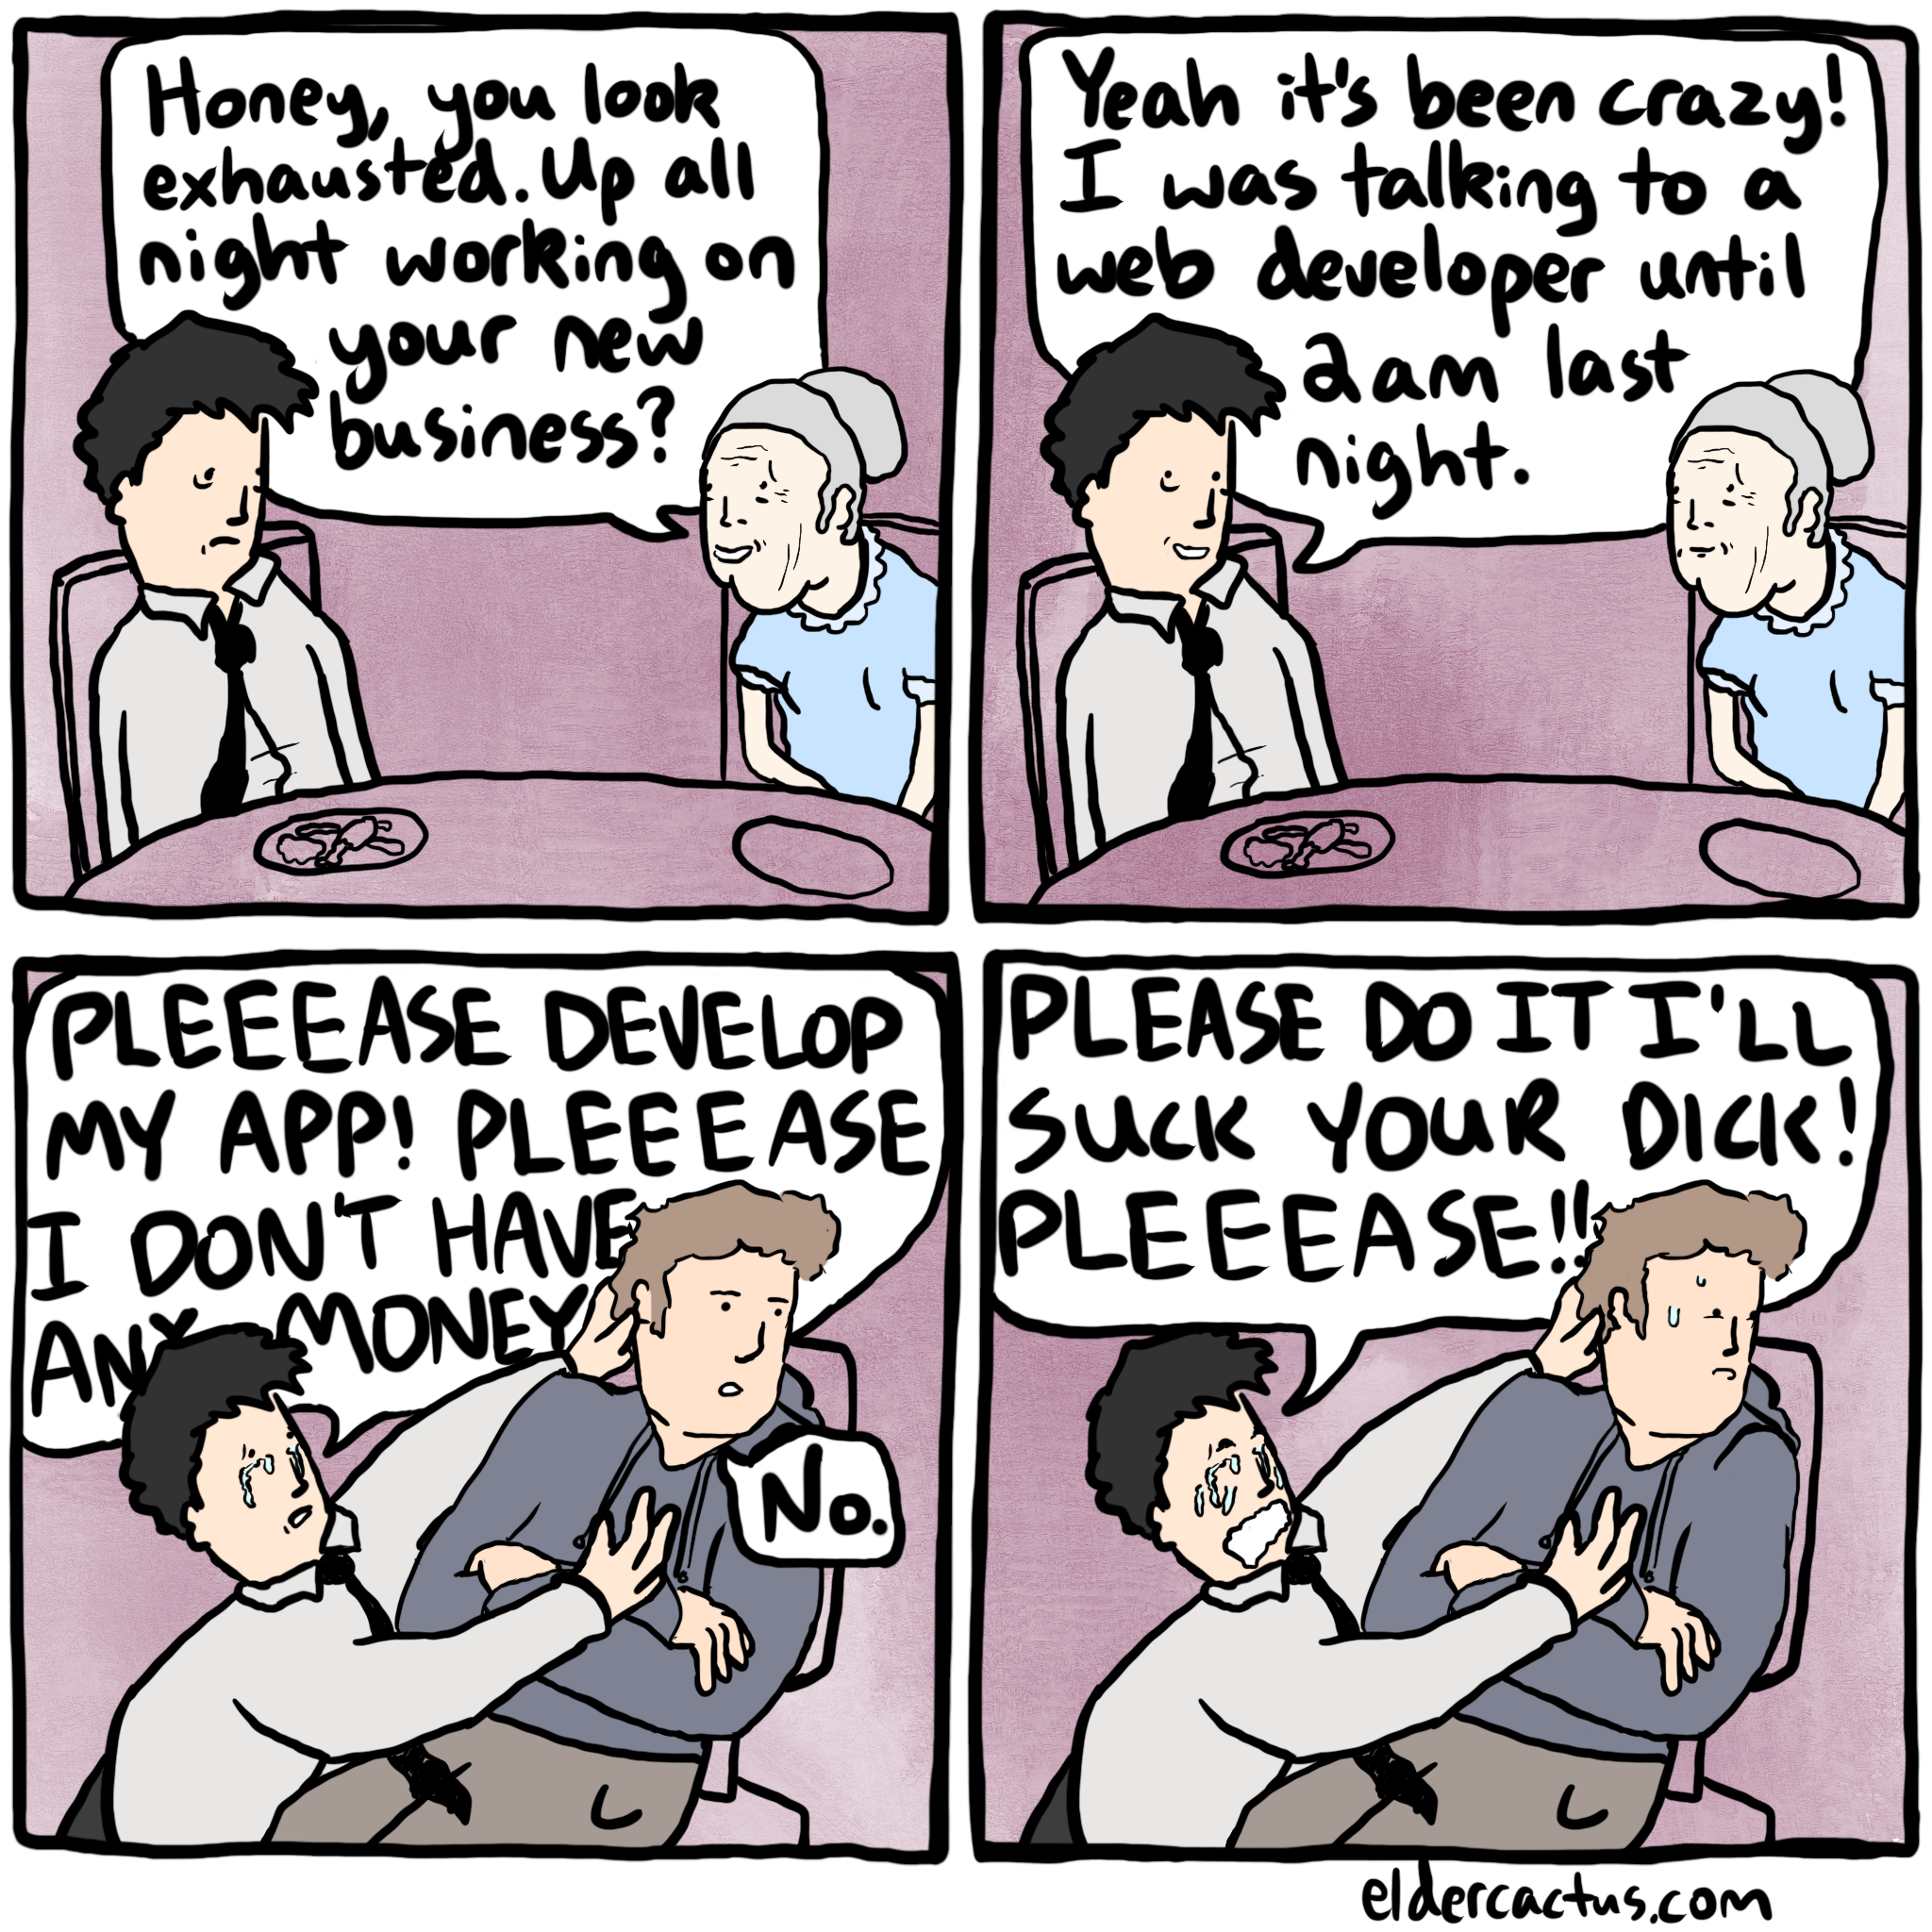 Honey, you look
exhausted. Up all
night working on
your new
business?
Yeah it's been crazy!
I was talking to a
web developer until
2am last
night.
PLEEEASE DEVELOP
MY APP! PLEEEASE
I DON'T HAVE
ANY MONEY
No.
PLEASE DO IT I'LL
SUCK YOUR DICK!
PLEEEASE!!
eldercactus.com